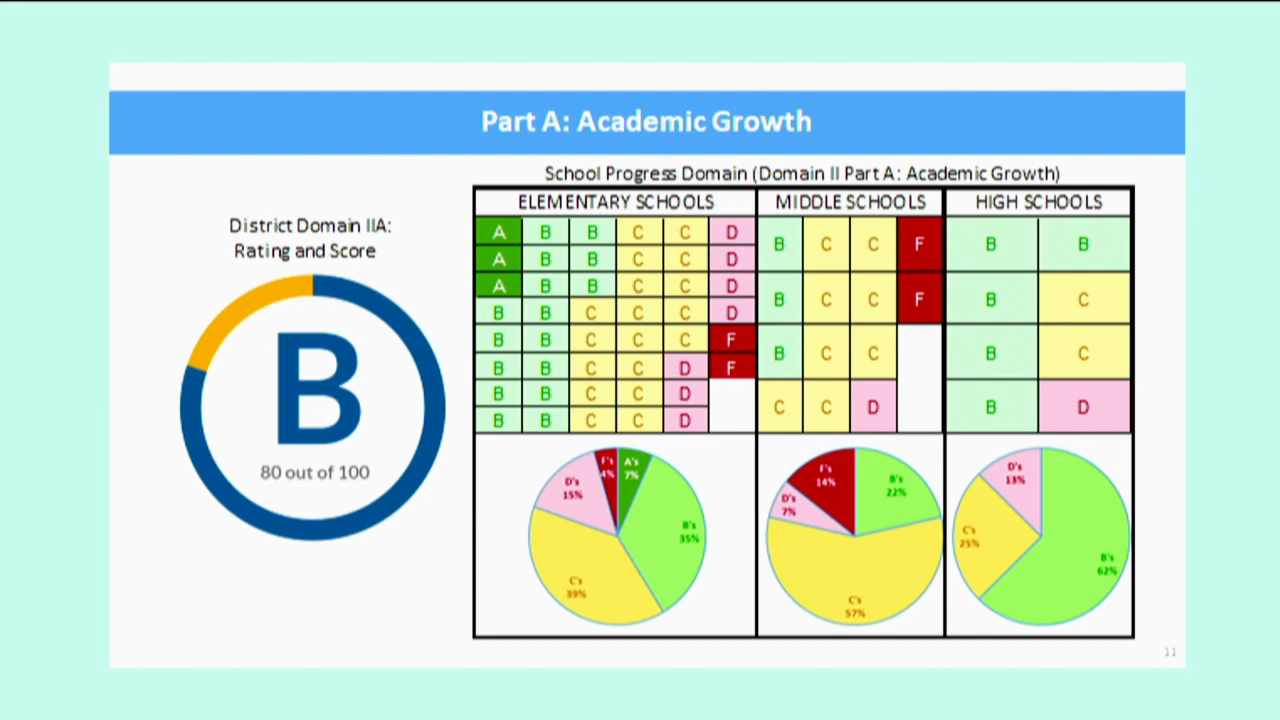 Part A: Academic Growth
School Progress Domain (Domain II Part A: Academic Growth)
District Domain IIA:
Rating and Score
B
80 out of 100
ELEMENTARY SCHOOLS
A B B C C D
A B B C C D
A B B C C D
B B C C C D
B B C C C F
B B C C D F
B B C C D
B B C C D
MIDDLE SCHOOLS
B C C F
B C C F
B C C
C C D
HIGH SCHOOLS
B B
B C
B C
B D
F's
4%
A's
7%
D's
15%
B's
35%
C's
39%
F's
14%
B's
22%
D's
7%
C's
57%
D's
13%
C's
25%
B's
62%
11